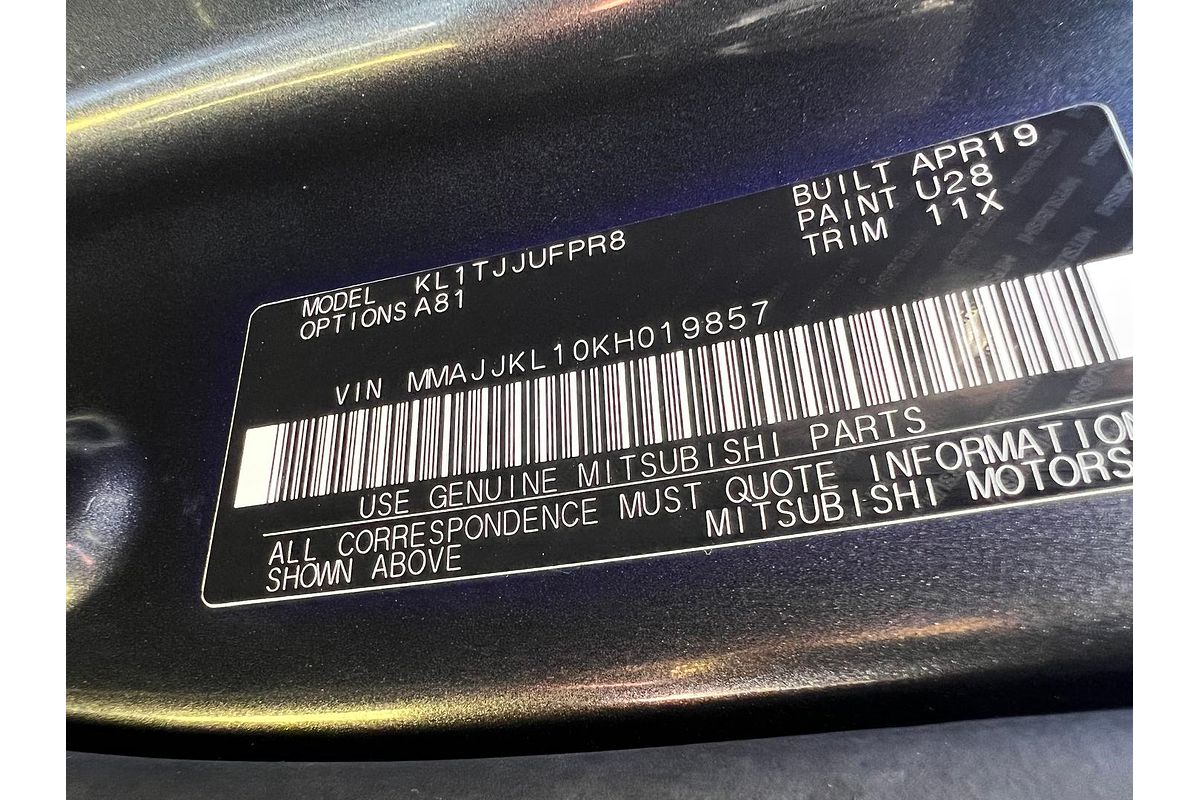 MODEL KL1TJJUFPR8
OPTIONS A81
BUILT APR19
PAINT U28
TRIM 11X
VIN MMAJJKL10KH019857
USE GENUINE MITSUBISHI PARTS
ALL CORRESPONDENCE MUST QUOTE INFORMATION
SHOWN ABOVE
MITSUBISHI MOTORS